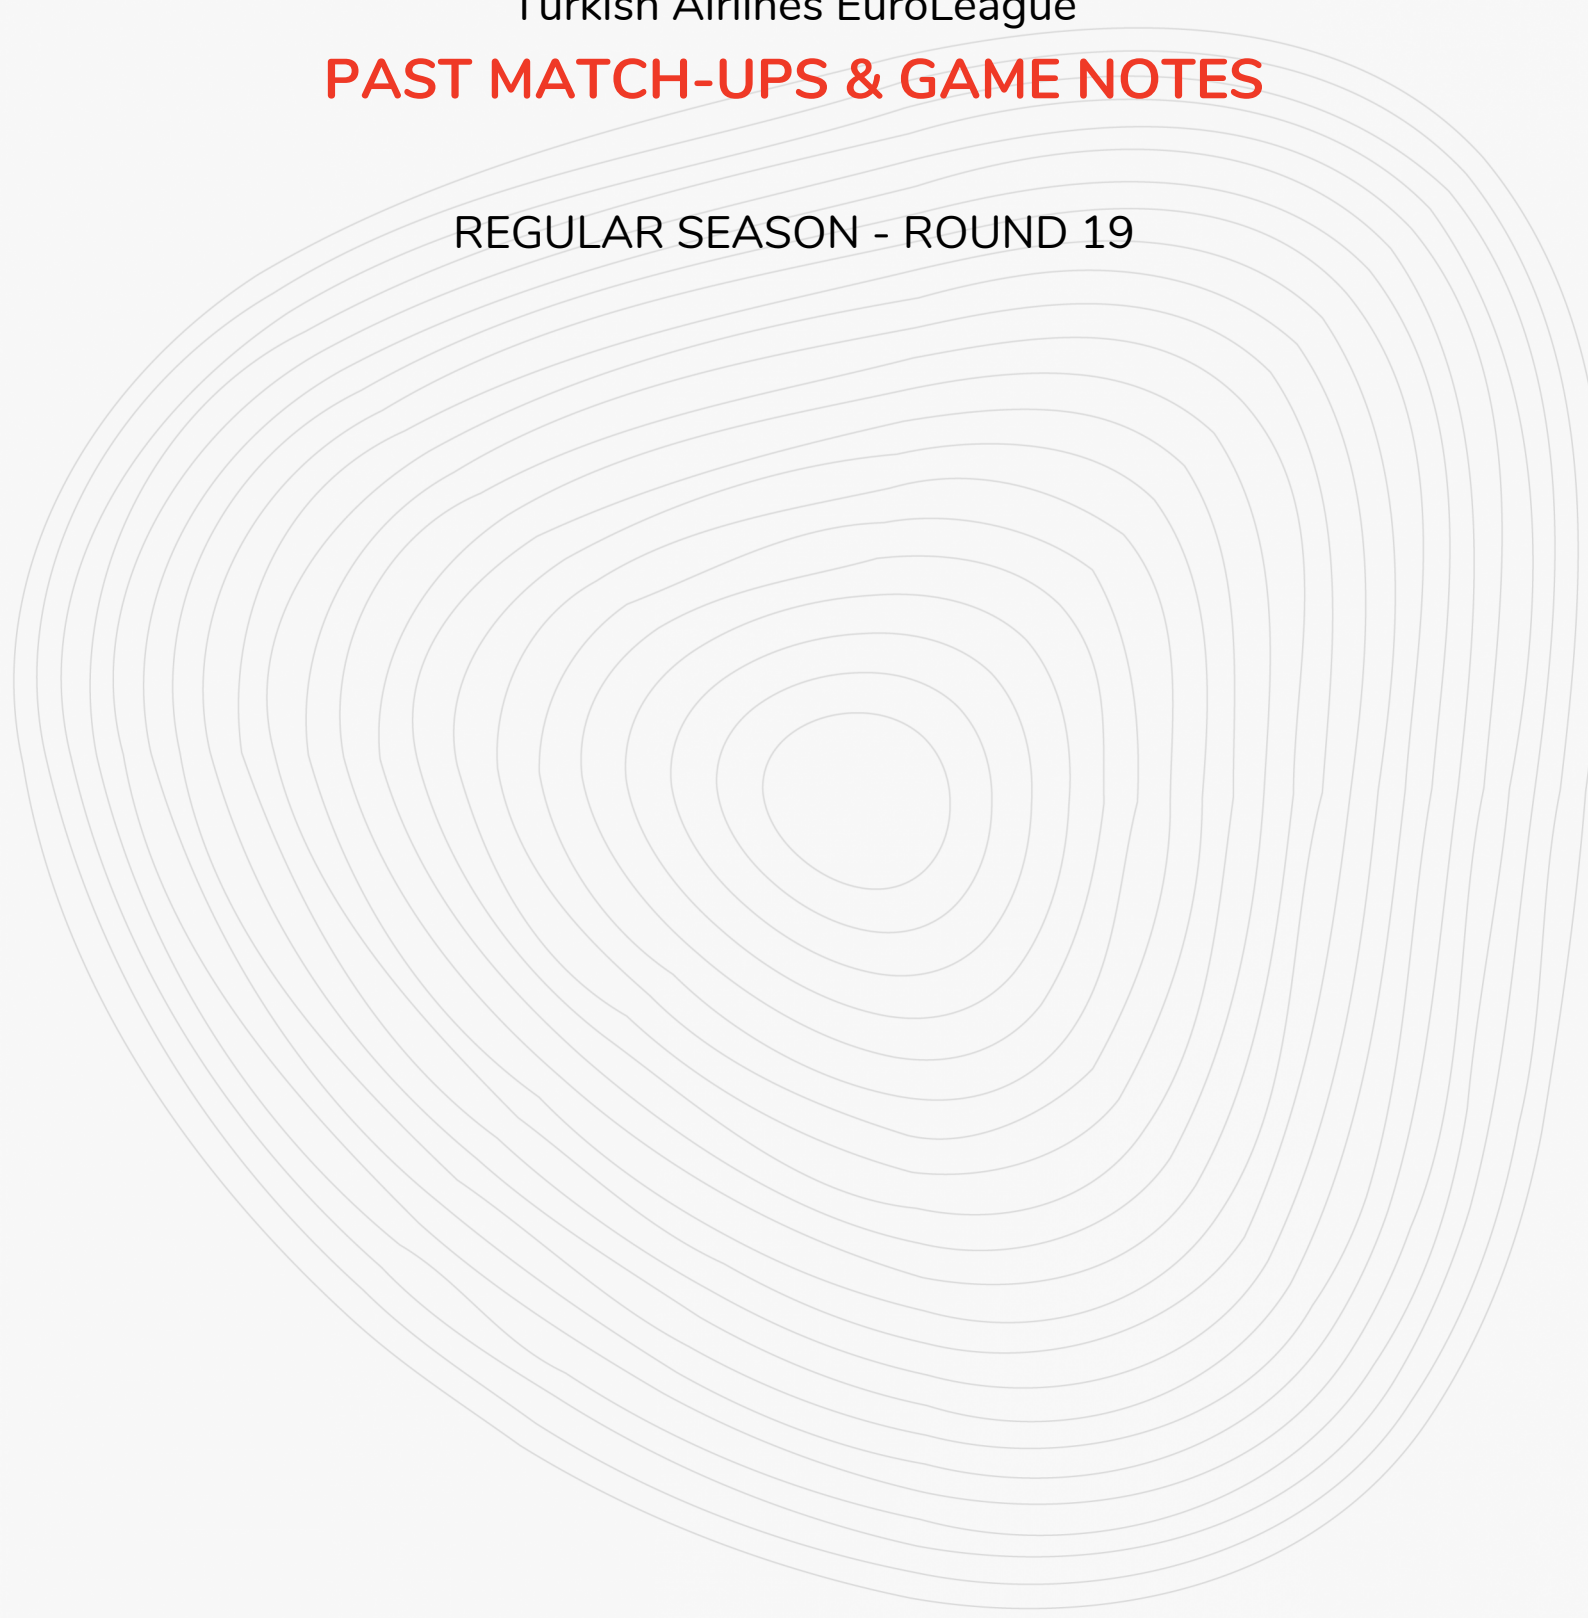 Turkish Airlines EuroLeague
PAST MATCH-UPS & GAME NOTES
REGULAR SEASON - ROUND 19